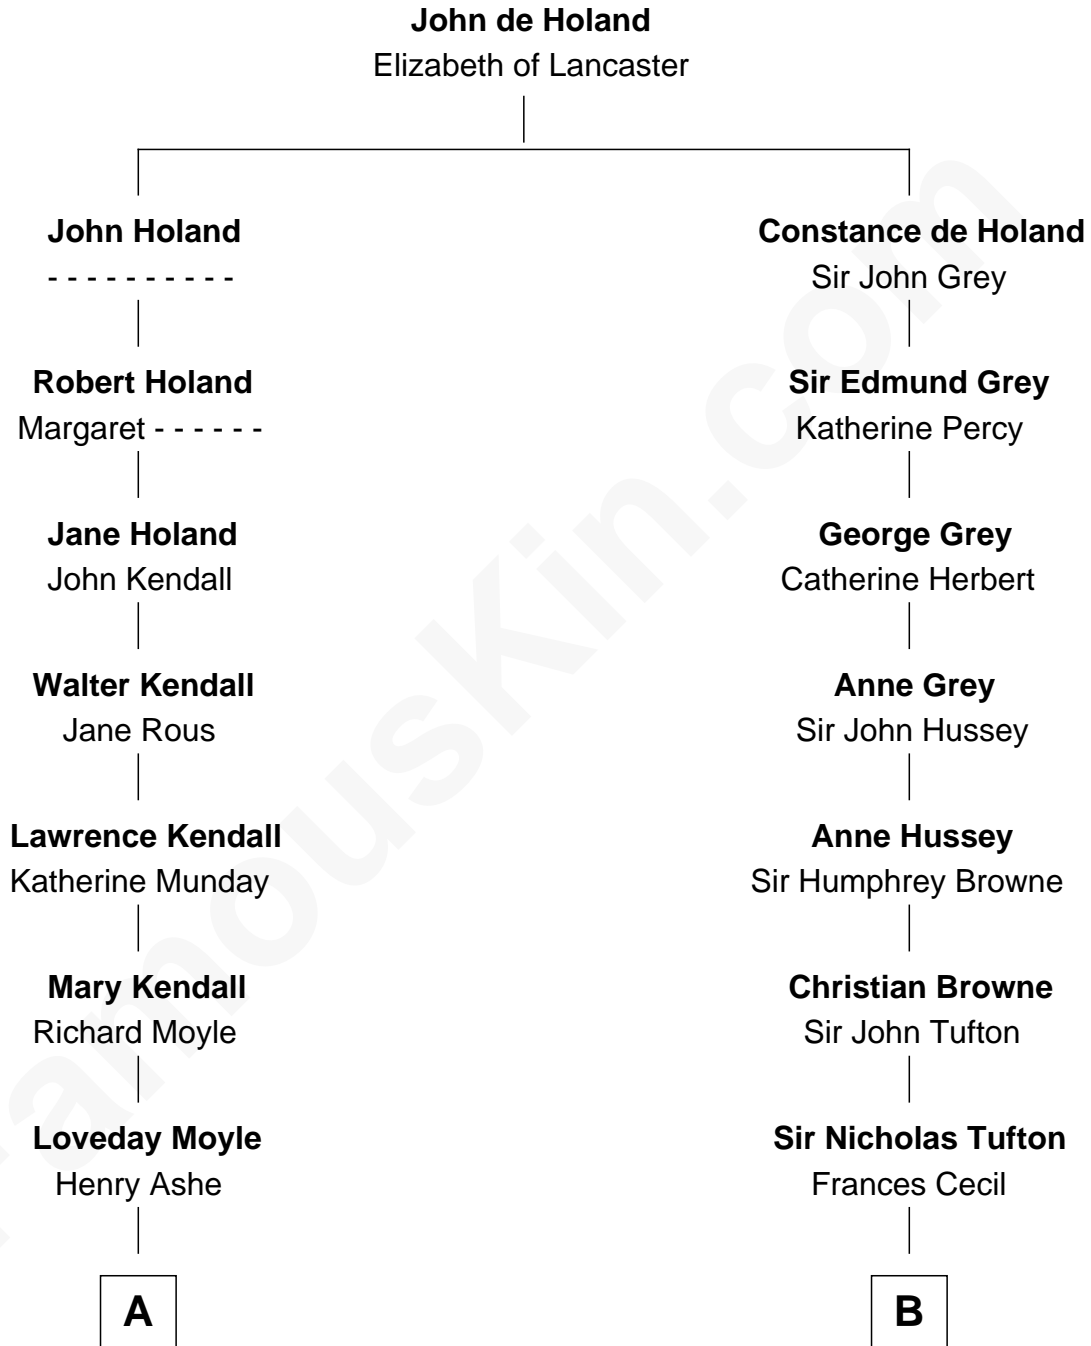 John de Holand
Elizabeth of Lancaster
John Holand
- - - - - - - - - -
Constance de Holand
Sir John Grey
Robert Holand
Margaret - - - - - -
Sir Edmund Grey
Katherine Percy
Jane Holand
John Kendall
George Grey
Catherine Herbert
Walter Kendall
Jane Rous
Anne Grey
Sir John Hussey
Lawrence Kendall
Katherine Munday
Anne Hussey
Sir Humphrey Browne
Mary Kendall
Richard Moyle
Christian Browne
Sir John Tufton
Loveday Moyle
Henry Ashe
Sir Nicholas Tufton
Frances Cecil
A
B
FamousKin.com